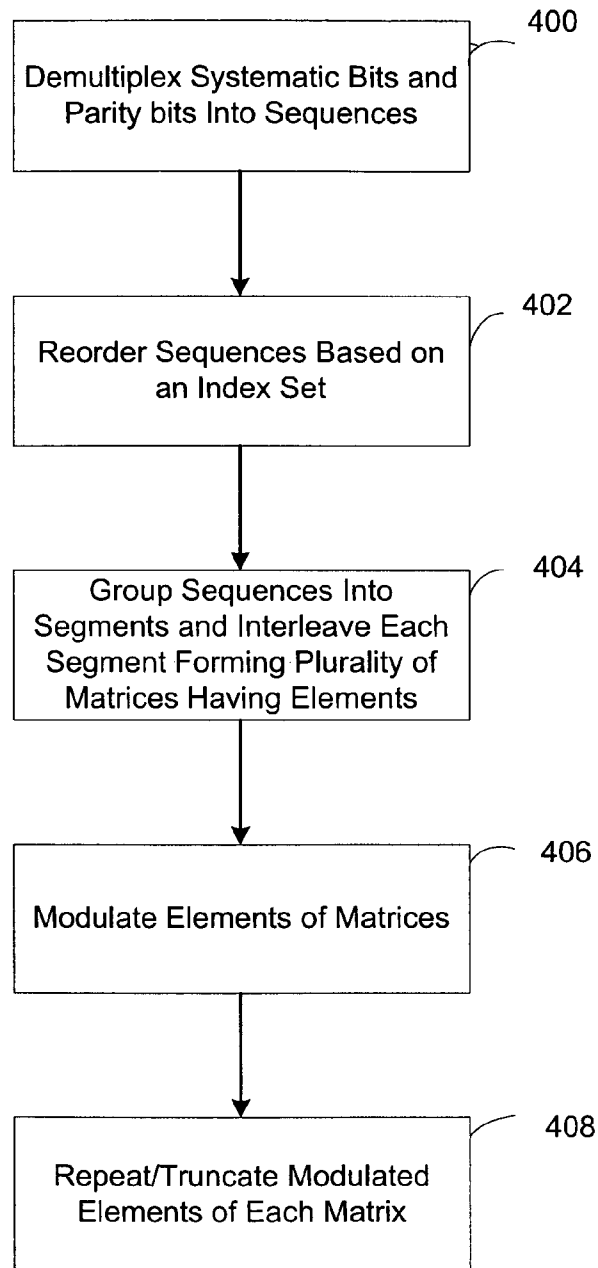 400
Demultiplex Systematic Bits and
Parity bits Into Sequences
402
Reorder Sequences Based on
an Index Set
404
Group Sequences Into
Segments and Interleave Each
Segment Forming Plurality of
Matrices Having Elements
406
Modulate Elements of Matrices
408
Repeat/Truncate Modulated
Elements of Each Matrix